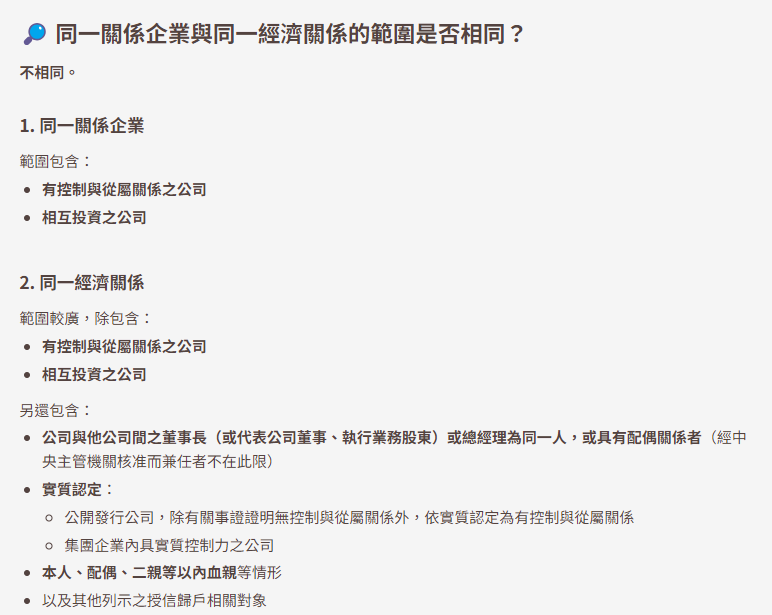 🔎 同一關係企業與同一經濟關係的範圍是否相同？
不相同。
1. 同一關係企業
範圍包含：
• 有控制與從屬關係之公司
• 相互投資之公司
2. 同一經濟關係
範圍較廣，除包含：
• 有控制與從屬關係之公司
• 相互投資之公司
另還包含：
• 公司與他公司間之董事長（或代表公司董事、執行業務股東）或總經理為同一人，或具有配偶關係者（經中
央主管機關核准而兼任者不在此限）
• 實質認定：
○ 公開發行公司，除有關事證證明無控制與從屬關係外，依實質認定為有控制與從屬關係
○ 集團企業內具實質控制力之公司
• 本人、配偶、二親等以內血親等情形
• 以及其他列示之授信歸戶相關對象